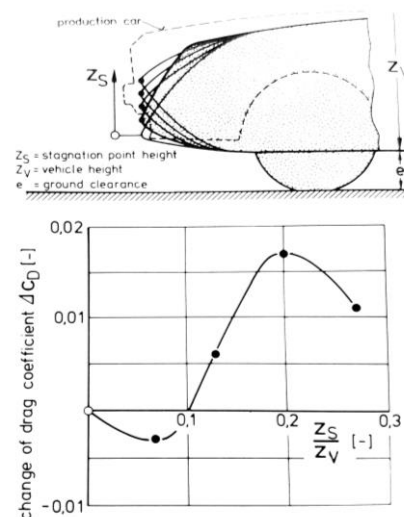 production car
Z_S
Z_V
Z_S = stagnation point height
Z_V = vehicle height
e = ground clearance
e
change of drag coefficient ΔC_D [-]
0,02
0,01
0
-0,01
0,1
0,2
0,3
Z_S/Z_V [-]